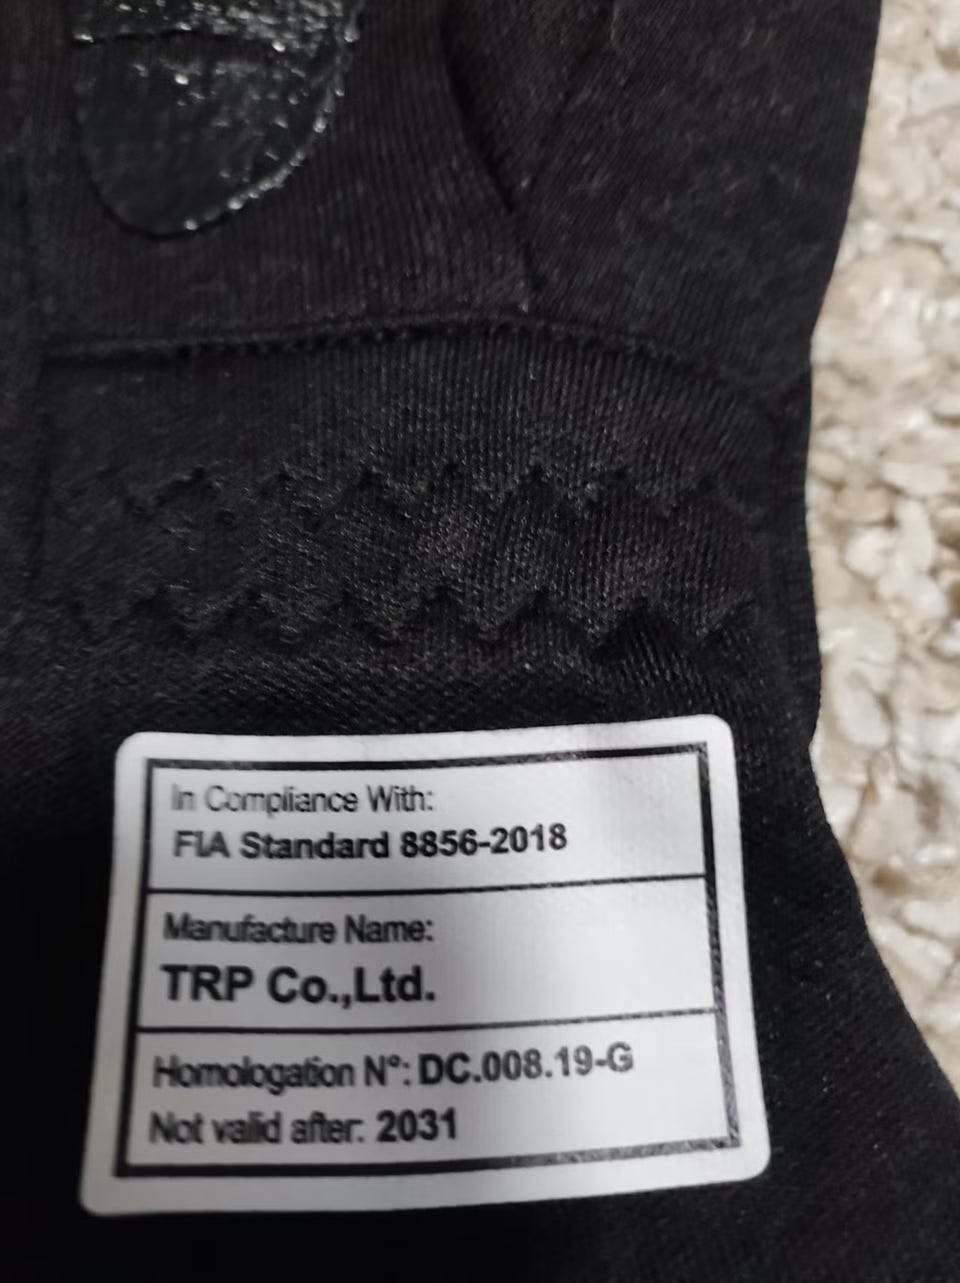 In Compliance With:
FIA Standard 8856-2018
Manufacture Name:
TRP Co.,Ltd.
Homologation N°: DC.008.19-G
Not valid after: 2031